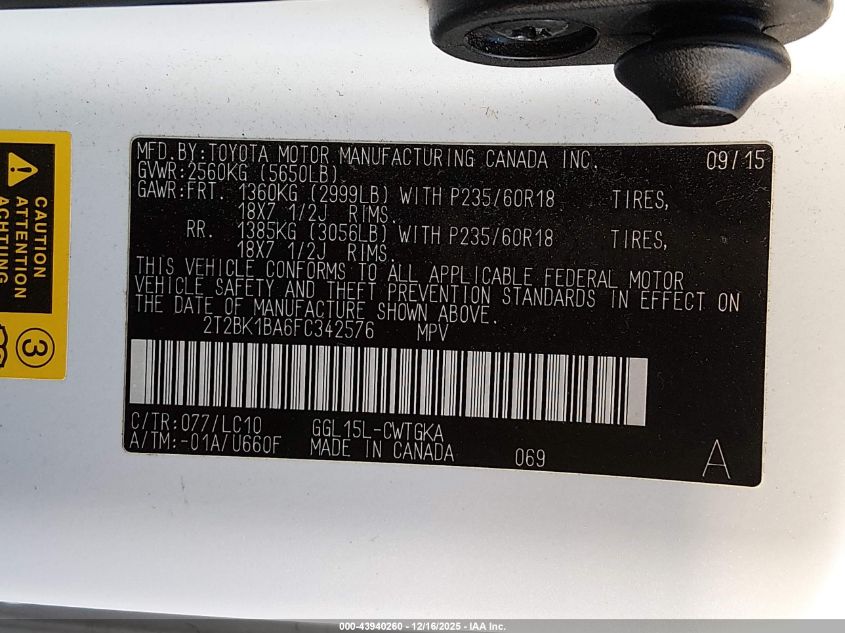 MFD.BY:TOYOTA MOTOR MANUFACTURING CANADA INC. 09/15
GVWR:2560KG (5650LB)
GAWR:FRT. 1360KG (2999LB) WITH P235/60R18 TIRES,
18X7 1/2J RIMS.
RR. 1385KG (3056LB) WITH P235/60R18 TIRES,
18X7 1/2J RIMS.
THIS VEHICLE CONFORMS TO ALL APPLICABLE FEDERAL MOTOR
VEHICLE SAFETY AND THEFT PREVENTION STANDARDS IN EFFECT ON
THE DATE OF MANUFACTURE SHOWN ABOVE.
2T2BK1BA6FC342576 MPV
C/TR:077/LC10 GGL15L-CWTGKA
A/TM:-01A/U660F MADE IN CANADA 069 A
CAUTION
ATTENTION
ACHTUNG
3
000-43940260 - 12/16/2025 - IAA Inc.